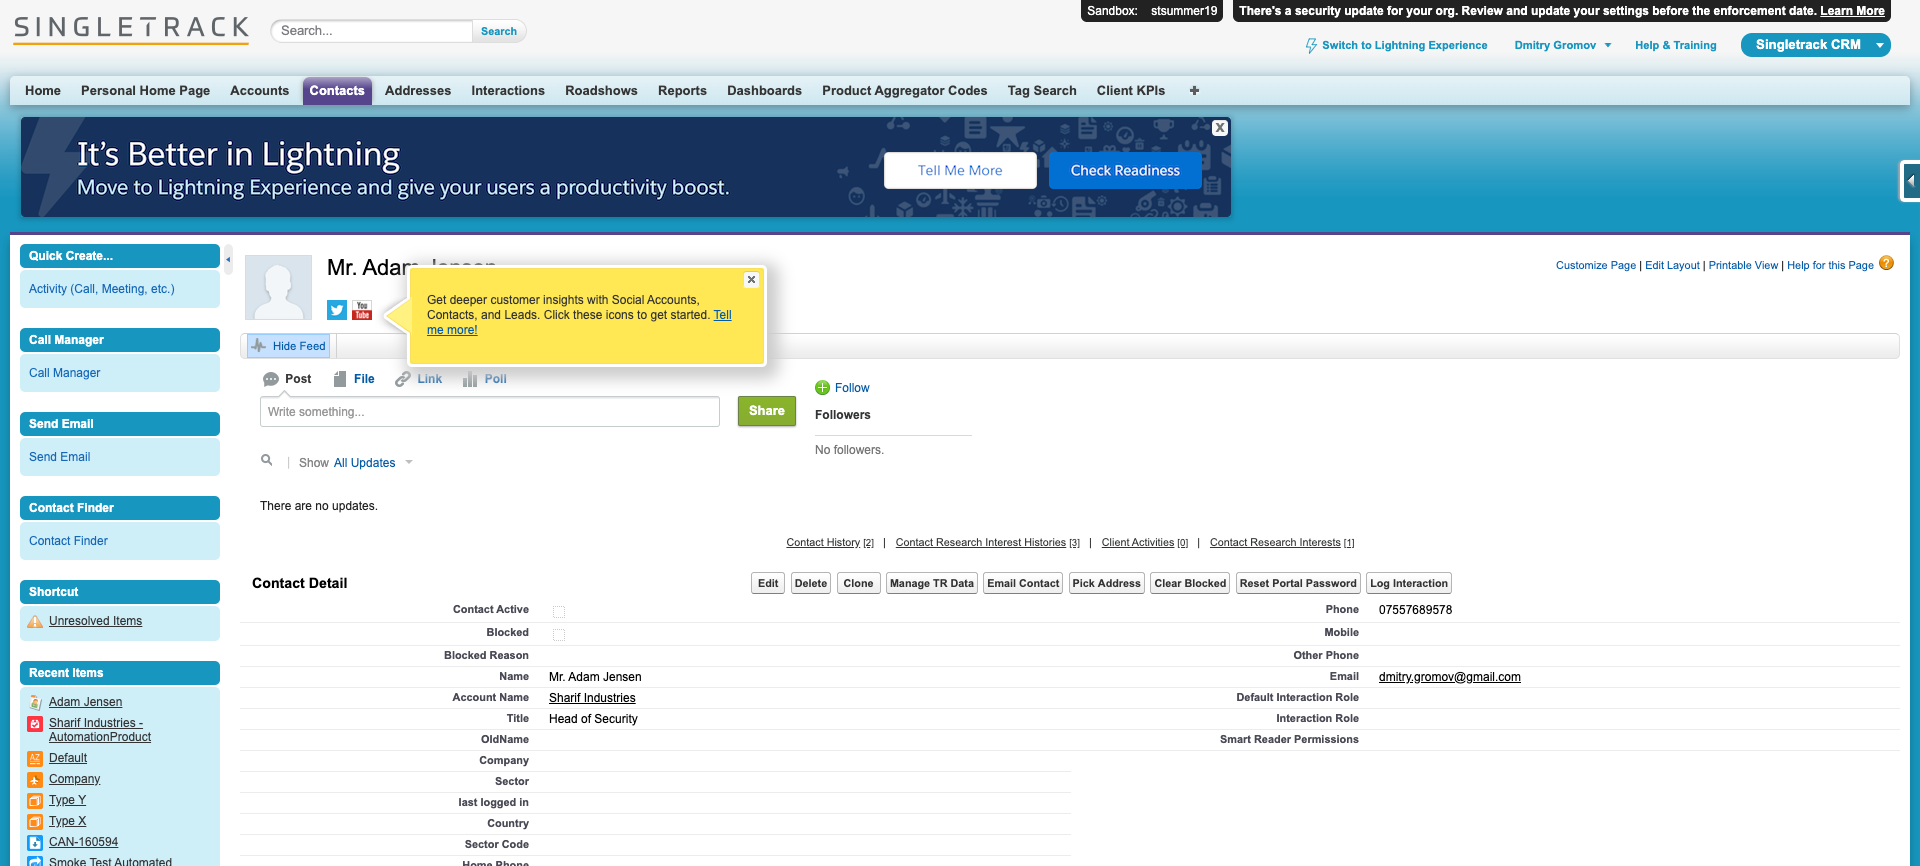 Sandbox: stsummer19
There's a security update for your org. Review and update your settings before the enforcement date. Learn More
SINGLETRACK
Search...
Search
Switch to Lightning Experience
Dmitry Gromov
Help & Training
Singletrack CRM
Home
Personal Home Page
Accounts
Contacts
Addresses
Interactions
Roadshows
Reports
Dashboards
Product Aggregator Codes
Tag Search
Client KPIs
It's Better in Lightning
Move to Lightning Experience and give your users a productivity boost.
Tell Me More
Check Readiness
Quick Create...
Activity (Call, Meeting, etc.)
Call Manager
Call Manager
Send Email
Send Email
Contact Finder
Contact Finder
Shortcut
Unresolved Items
Recent Items
Adam Jensen
Sharif Industries -
AutomationProduct
Default
Company
Type Y
Type X
CAN-160594
Smoke Test Automated
Mr. Adam Jensen
You
Tube
Get deeper customer insights with Social Accounts,
Contacts, and Leads. Click these icons to get started. Tell
me more!
Customize Page | Edit Layout | Printable View | Help for this Page
Hide Feed
Post
File
Link
Poll
Write something...
Share
Follow
Followers
No followers.
Show All Updates
There are no updates.
Contact History [2] | Contact Research Interest Histories [3] | Client Activities [0] | Contact Research Interests [1]
Contact Detail
Edit
Delete
Clone
Manage TR Data
Email Contact
Pick Address
Clear Blocked
Reset Portal Password
Log Interaction
Contact Active
Phone 07557689578
Blocked
Mobile
Blocked Reason
Other Phone
Name Mr. Adam Jensen
Email dmitry.gromov@gmail.com
Account Name Sharif Industries
Default Interaction Role
Title Head of Security
Interaction Role
OldName
Smart Reader Permissions
Company
Sector
last logged in
Country
Sector Code
Home Phone